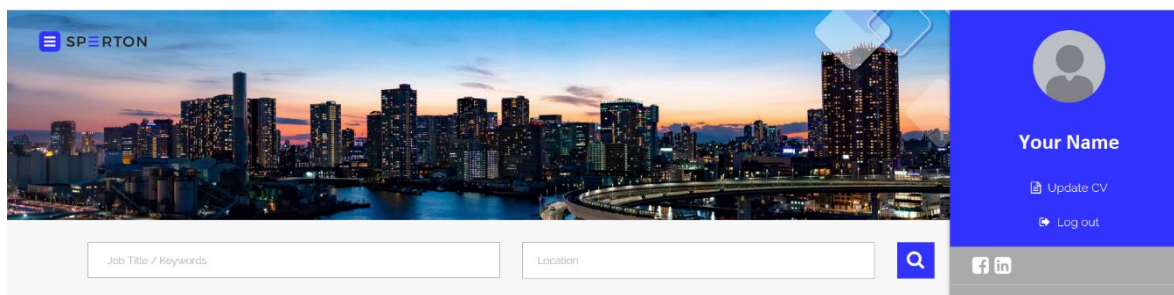 SPERTON
Your Name
Update CV
Log out
Job Title / Keywords
Location